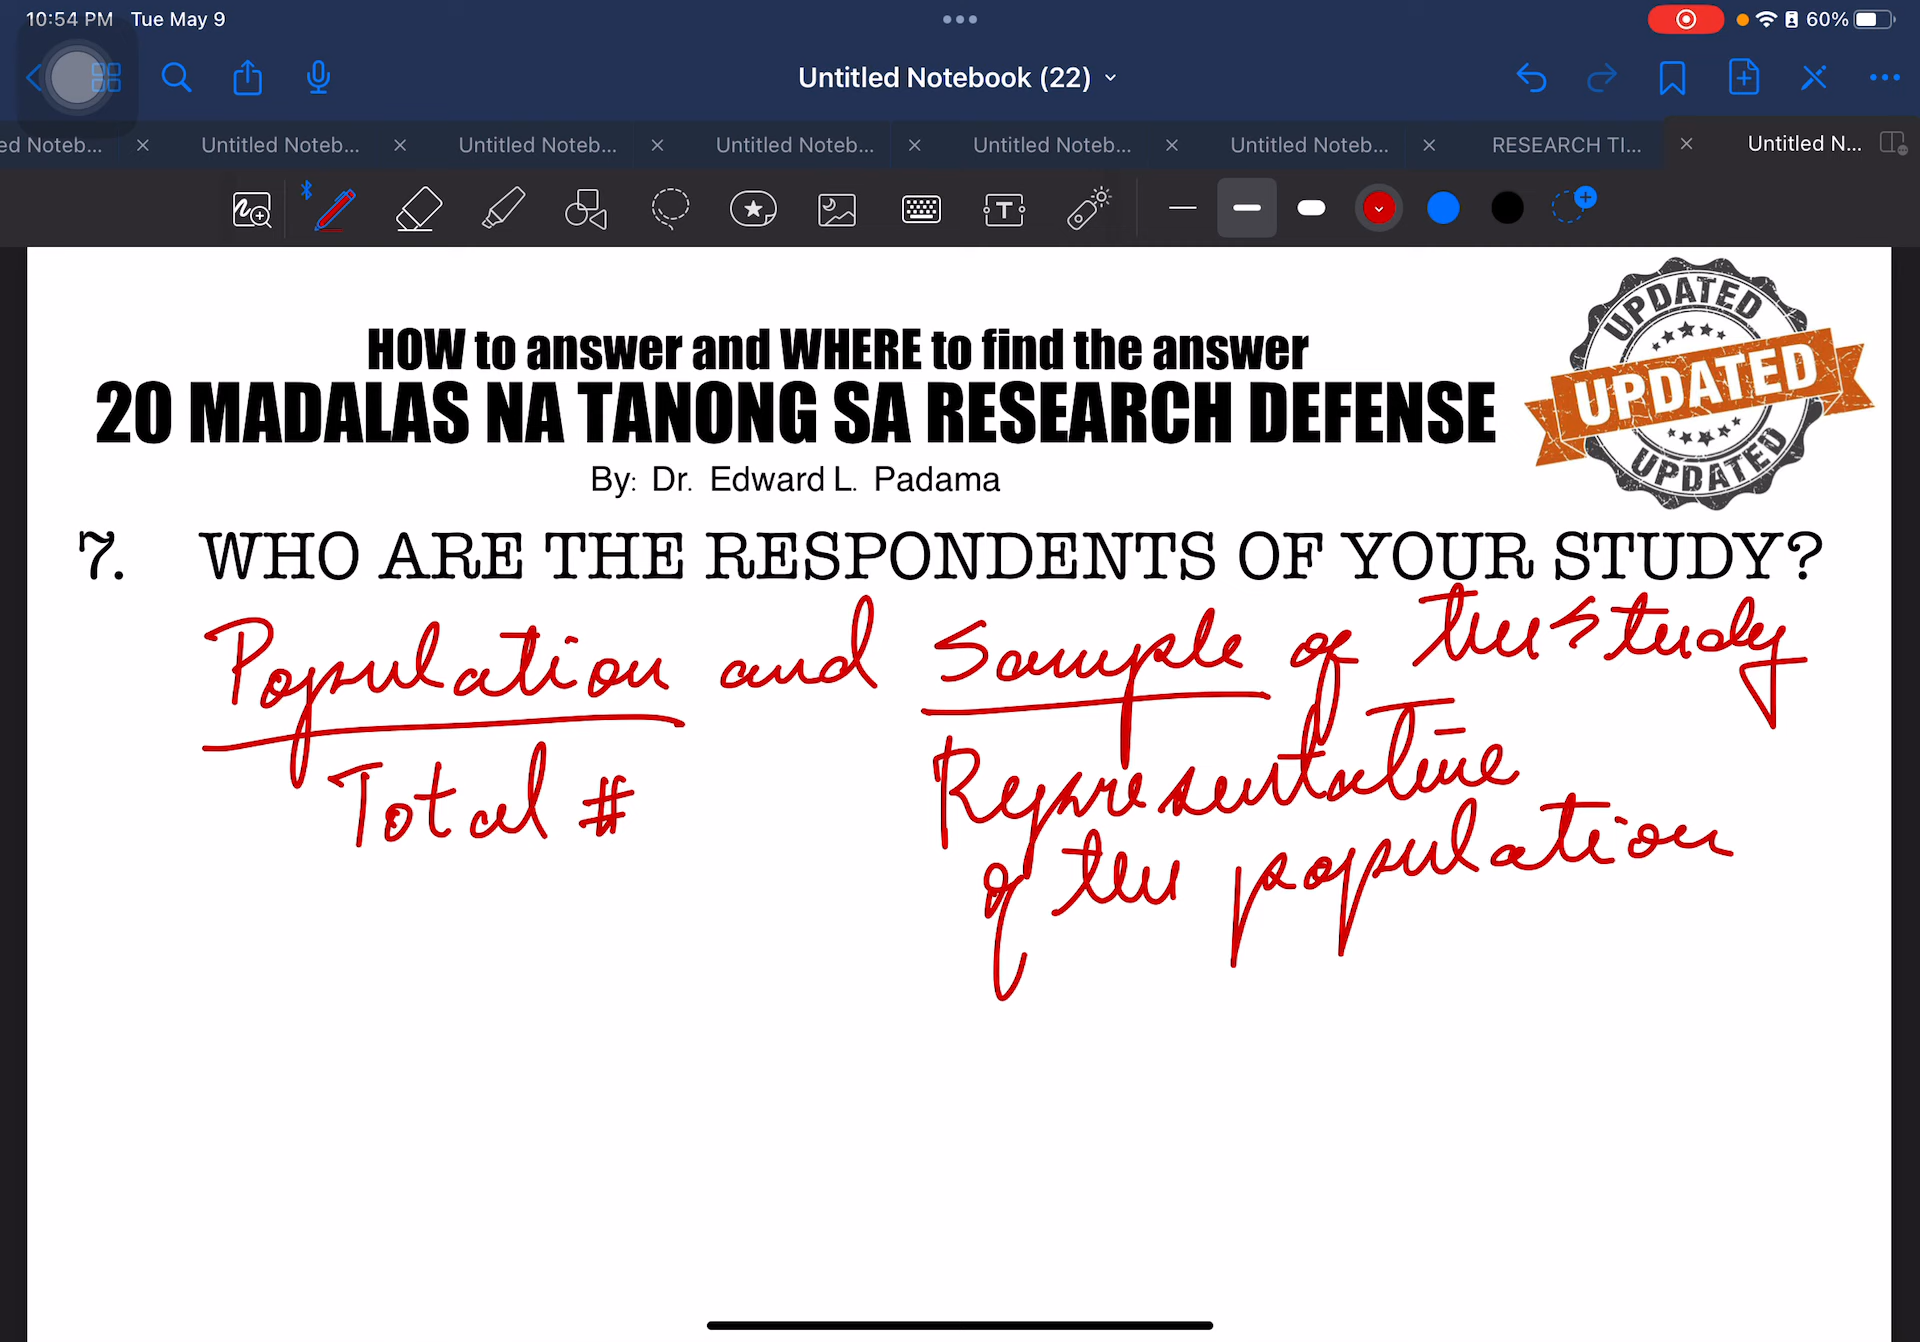 10:54 PM Tue May 9
60%
Untitled Notebook (22)
ed Noteb...
Untitled Noteb...
Untitled Noteb...
Untitled Noteb...
Untitled Noteb...
Untitled Noteb...
RESEARCH TI...
Untitled N...
HOW to answer and WHERE to find the answer
20 MADALAS NA TANONG SA RESEARCH DEFENSE
By: Dr. Edward L. Padama
UPDATED
UPDATED
UPDATED
7. WHO ARE THE RESPONDENTS OF YOUR STUDY?
Population and Sample of the study
Total #
Representative
of the population